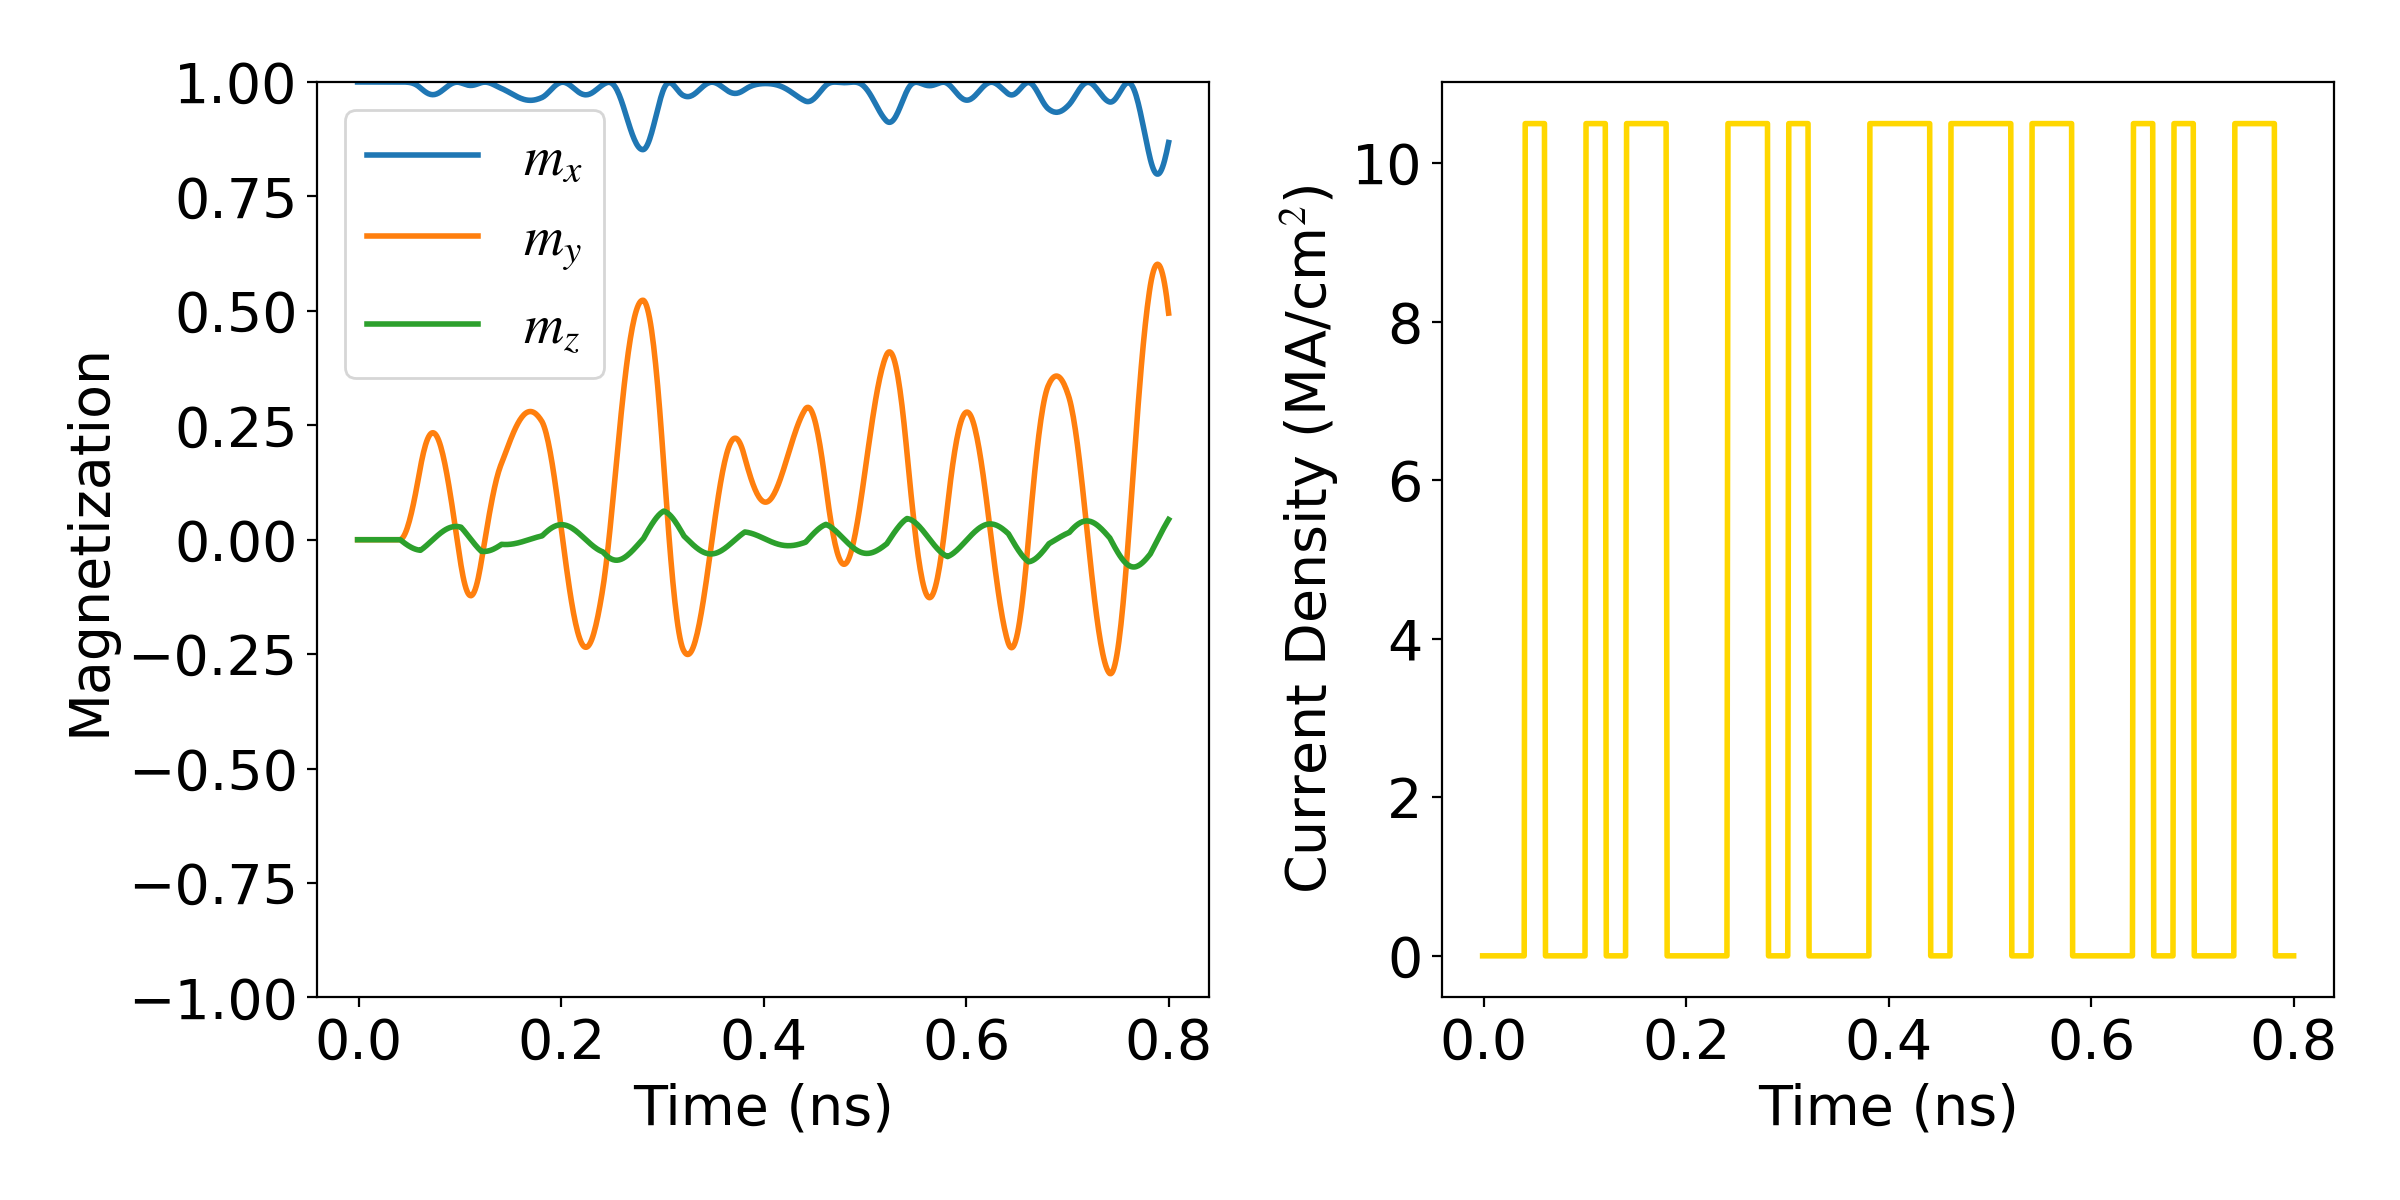 1.00
0.75
0.50
0.25
0.00
−0.25
−0.50
−0.75
−1.00
Magnetization
m_x
m_y
m_z
0.0 0.2 0.4 0.6 0.8
Time (ns)
10
8
6
4
2
0
Current Density (MA/cm²)
0.0 0.2 0.4 0.6 0.8
Time (ns)